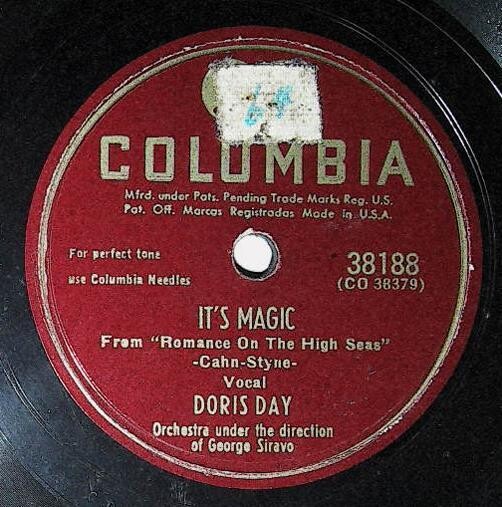 64
COLUMBIA
Mfrd. under Pats. Pending Trade Marks Reg. U.S.
Pat. Off. Marcas Registradas Made in U.S.A.
For perfect tone
use Columbia Needles
38188
(CO 38379)
IT'S MAGIC
From "Romance On The High Seas"
-Cahn-Styne-
Vocal
DORIS DAY
Orchestra under the direction
of George Siravo